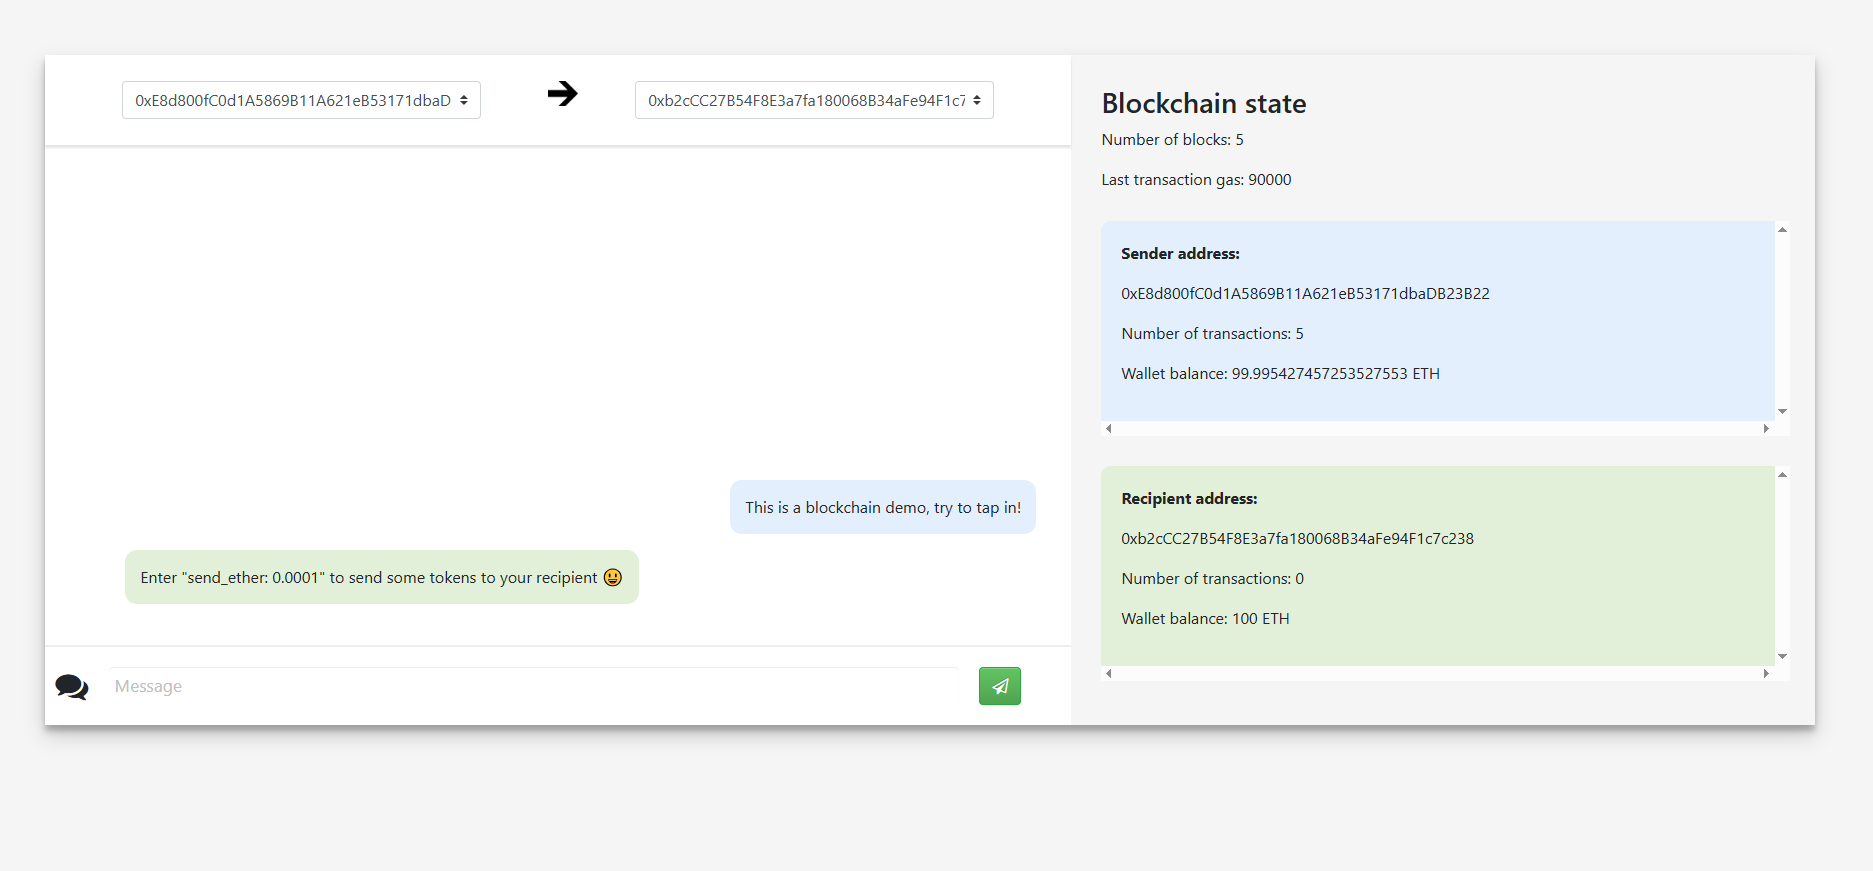 0xE8d800fC0d1A5869B11A621eB53171dbaD
0xb2cCC27B54F8E3a7fa180068B34aFe94F1c7
This is a blockchain demo, try to tap in!
Enter "send_ether: 0.0001" to send some tokens to your recipient 😃
Message
Blockchain state
Number of blocks: 5
Last transaction gas: 90000
Sender address:
0xE8d800fC0d1A5869B11A621eB53171dbaDB23B22
Number of transactions: 5
Wallet balance: 99.995427457253527553 ETH
Recipient address:
0xb2cCC27B54F8E3a7fa180068B34aFe94F1c7c238
Number of transactions: 0
Wallet balance: 100 ETH